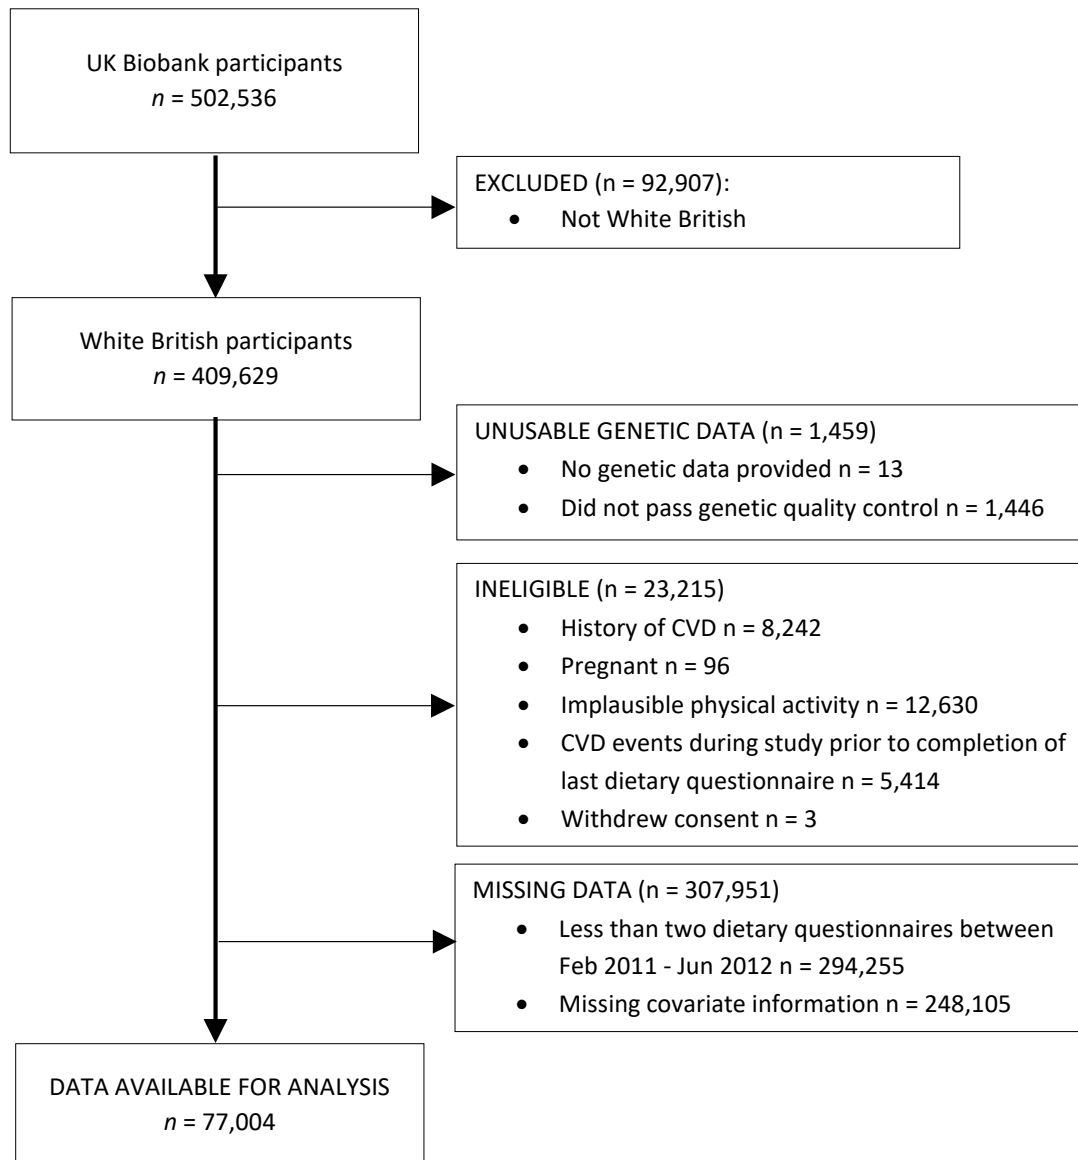 UK Biobank participants
n = 502,536
EXCLUDED (n = 92,907):
• Not White British
White British participants
n = 409,629
UNUSABLE GENETIC DATA (n = 1,459)
• No genetic data provided n = 13
• Did not pass genetic quality control n = 1,446
INELIGIBLE (n = 23,215)
• History of CVD n = 8,242
• Pregnant n = 96
• Implausible physical activity n = 12,630
• CVD events during study prior to completion of
last dietary questionnaire n = 5,414
• Withdrew consent n = 3
MISSING DATA (n = 307,951)
• Less than two dietary questionnaires between
Feb 2011 - Jun 2012 n = 294,255
• Missing covariate information n = 248,105
DATA AVAILABLE FOR ANALYSIS
n = 77,004